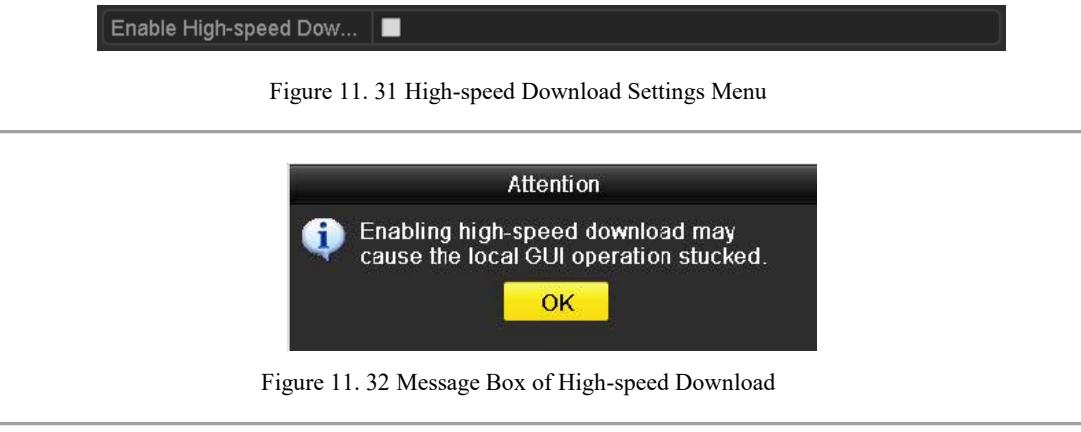 Enable High-speed Dow...
Figure 11. 31 High-speed Download Settings Menu
Attention
Enabling high-speed download may
cause the local GUI operation stucked.
OK
Figure 11. 32 Message Box of High-speed Download